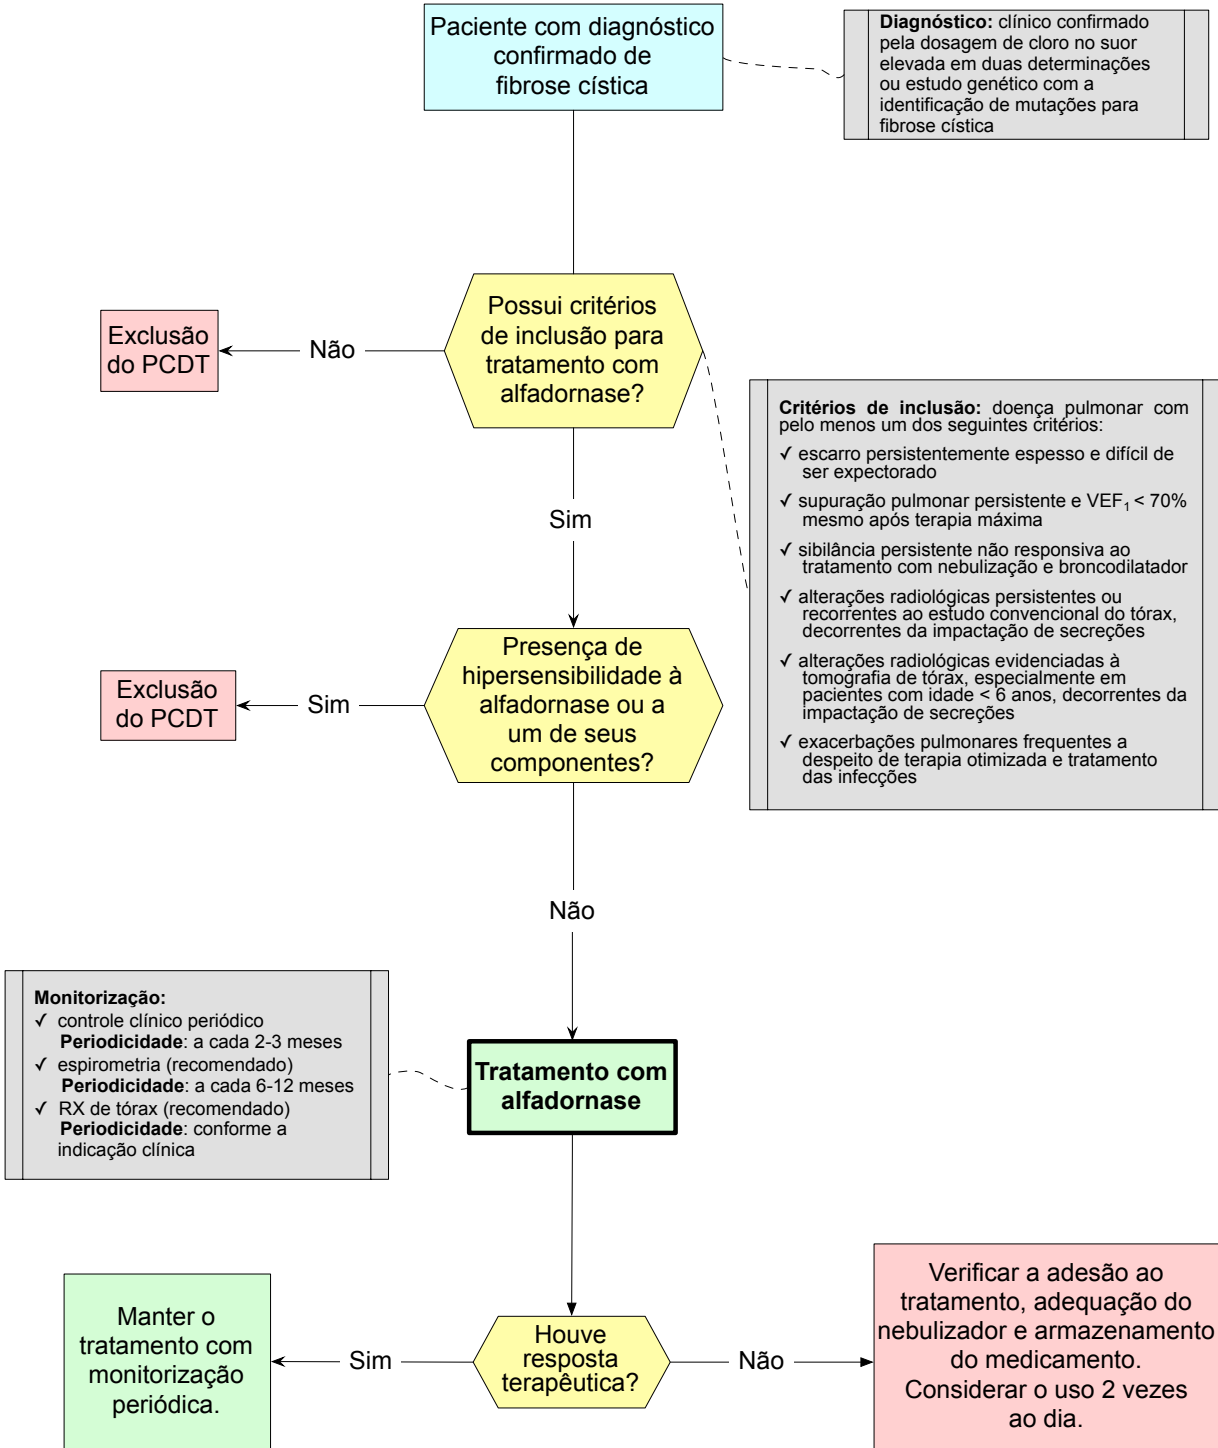 Paciente com diagnóstico
confirmado de
fibrose cística
Diagnóstico: clínico confirmado
pela dosagem de cloro no suor
elevada em duas determinações
ou estudo genético com a
identificação de mutações para
fibrose cística
Possui critérios
de inclusão para
tratamento com
alfadornase?
Não
Exclusão
do PCDT
Critérios de inclusão: doença pulmonar com
pelo menos um dos seguintes critérios:
✓ escarro persistentemente espesso e difícil de
ser expectorado
✓ supuração pulmonar persistente e VEF₁ < 70%
mesmo após terapia máxima
✓ sibilância persistente não responsiva ao
tratamento com nebulização e broncodilatador
✓ alterações radiológicas persistentes ou
recorrentes ao estudo convencional do tórax,
decorrentes da impactação de secreções
✓ alterações radiológicas evidenciadas à
tomografia de tórax, especialmente em
pacientes com idade < 6 anos, decorrentes da
impactação de secreções
✓ exacerbações pulmonares frequentes a
despeito de terapia otimizada e tratamento
das infecções
Sim
Presença de
hipersensibilidade à
alfadornase ou a
um de seus
componentes?
Sim
Exclusão
do PCDT
Não
Monitorização:
✓ controle clínico periódico
Periodicidade: a cada 2-3 meses
✓ espirometria (recomendado)
Periodicidade: a cada 6-12 meses
✓ RX de tórax (recomendado)
Periodicidade: conforme a
indicação clínica
Tratamento com
alfadornase
Houve
resposta
terapêutica?
Sim
Manter o
tratamento com
monitorização
periódica.
Não
Verificar a adesão ao
tratamento, adequação do
nebulizador e armazenamento
do medicamento.
Considerar o uso 2 vezes
ao dia.